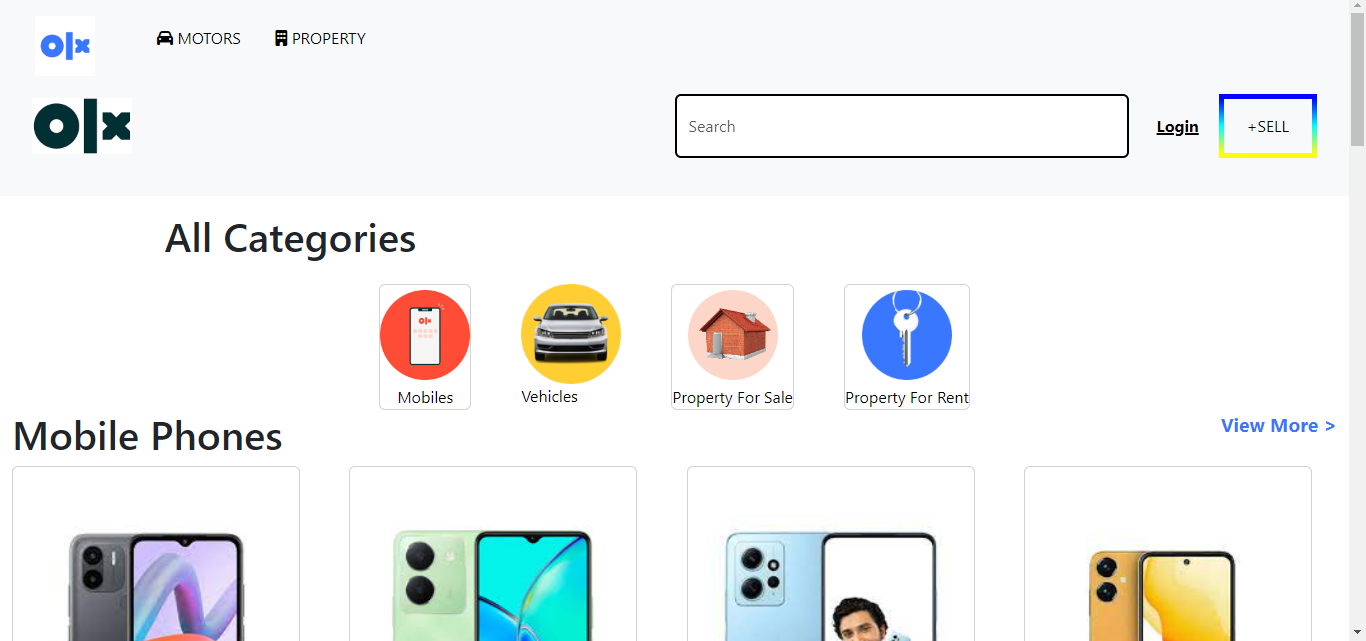 olx MOTORS PROPERTY
olx Search Login +SELL
All Categories
olx
Mobiles Vehicles Property For Sale Property For Rent
Mobile Phones View More >